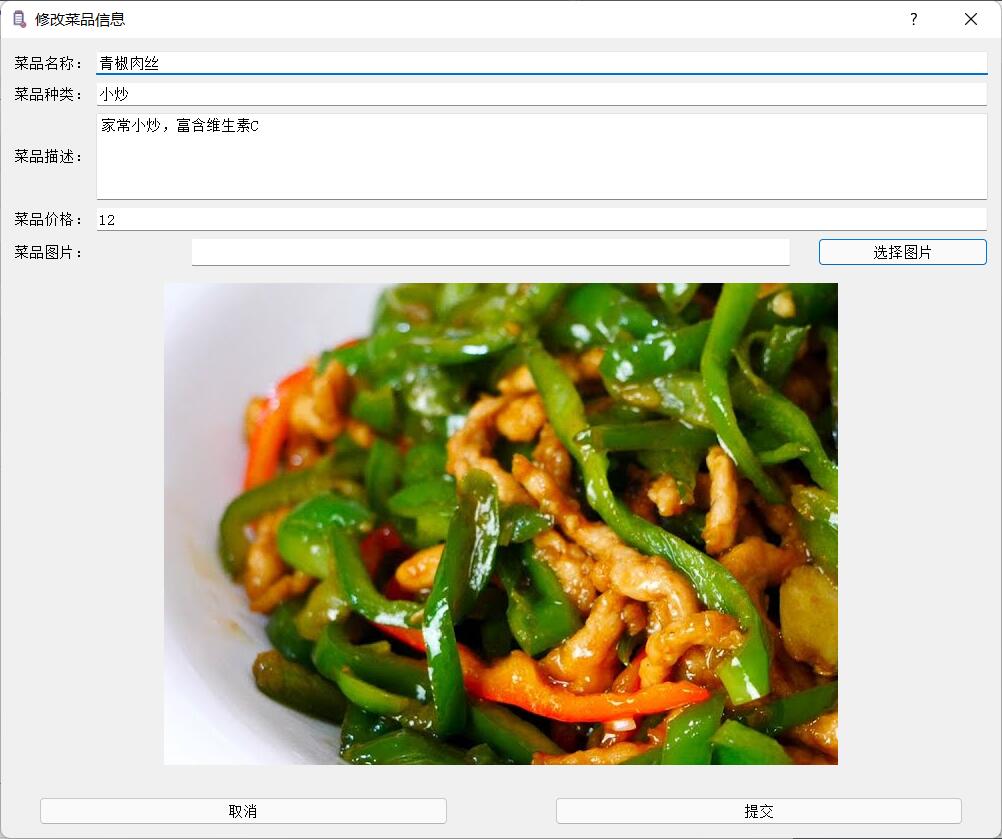 修改菜品信息 ?
菜品名称： 青椒肉丝
菜品种类： 小炒
菜品描述： 家常小炒，富含维生素C
菜品价格： 12
菜品图片： 选择图片
取消 提交